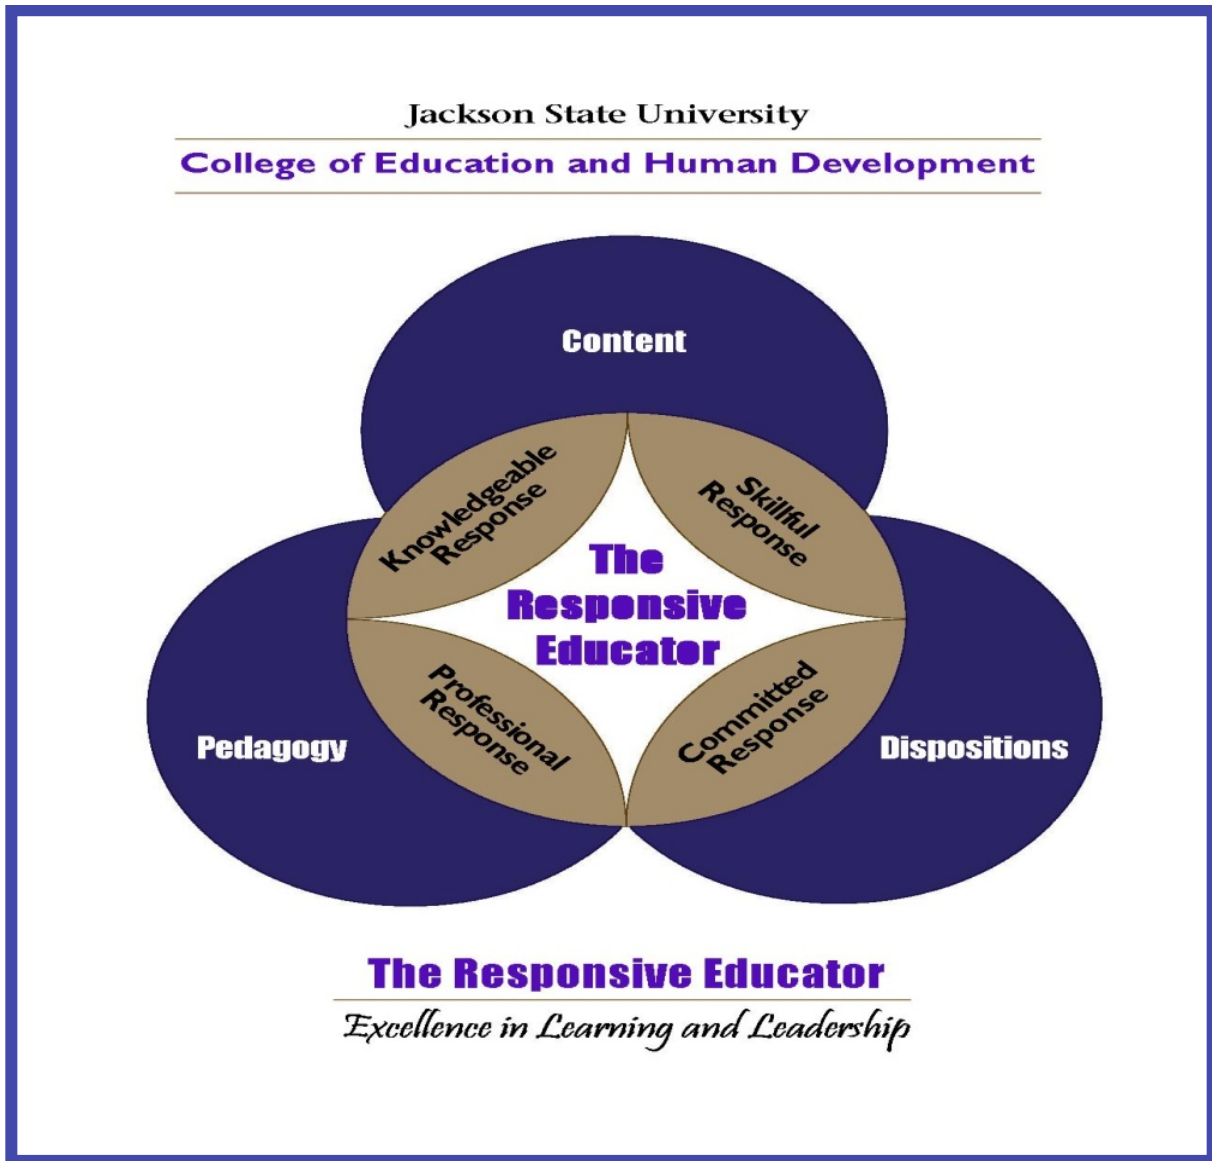 Jackson State University
College of Education and Human Development
Content
Knowledgeable
Response
Skillful
Response
The
Responsive
Educator
Pedagogy
Professional
Response
Committed
Response
Dispositions
The Responsive Educator
Excellence in Learning and Leadership